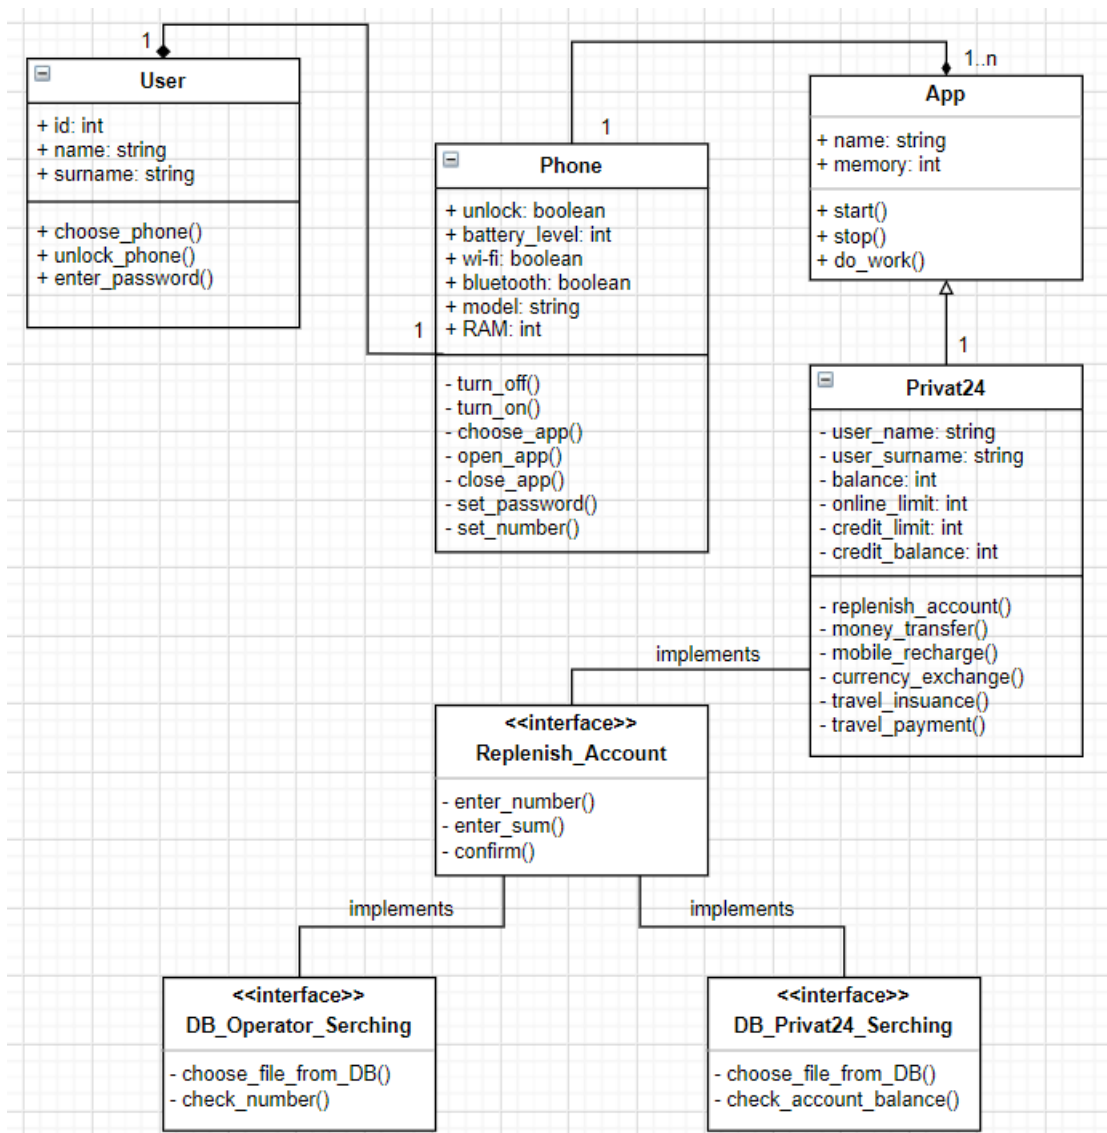 1
User
+ id: int
+ name: string
+ surname: string
+ choose_phone()
+ unlock_phone()
+ enter_password()
1
1
Phone
+ unlock: boolean
+ battery_level: int
+ wi-fi: boolean
+ bluetooth: boolean
+ model: string
+ RAM: int
- turn_off()
- turn_on()
- choose_app()
- open_app()
- close_app()
- set_password()
- set_number()
1..n
App
+ name: string
+ memory: int
+ start()
+ stop()
+ do_work()
1
Privat24
- user_name: string
- user_surname: string
- balance: int
- online_limit: int
- credit_limit: int
- credit_balance: int
- replenish_account()
- money_transfer()
- mobile_recharge()
- currency_exchange()
- travel_insuance()
- travel_payment()
implements
<<interface>>
Replenish_Account
- enter_number()
- enter_sum()
- confirm()
implements
implements
<<interface>>
DB_Operator_Serching
- choose_file_from_DB()
- check_number()
<<interface>>
DB_Privat24_Serching
- choose_file_from_DB()
- check_account_balance()